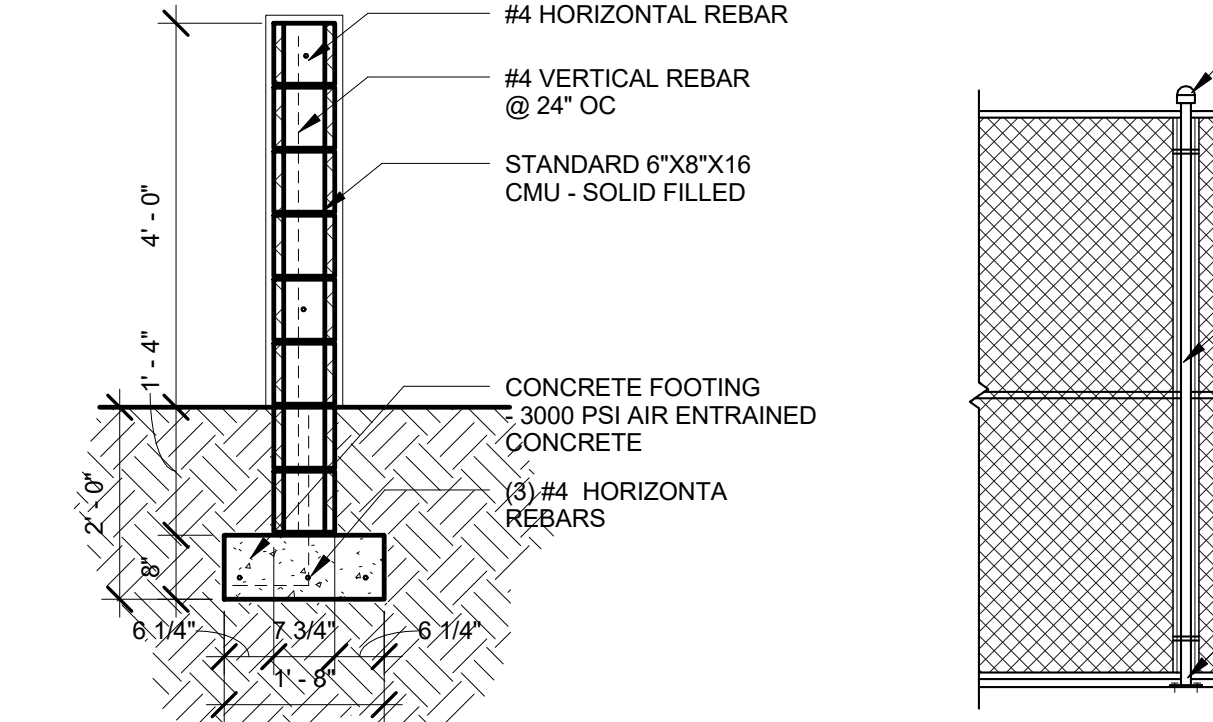 #4 HORIZONTAL REBAR
#4 VERTICAL REBAR
@ 24" OC
STANDARD 6"X8"X16
CMU - SOLID FILLED
4' - 0"
1' - 4"
CONCRETE FOOTING
- 3000 PSI AIR ENTRAINED
CONCRETE
2' - 0"
(3) #4 HORIZONTA
REBARS
8"
6 1/4"
7 3/4"
6 1/4"
1' - 8"